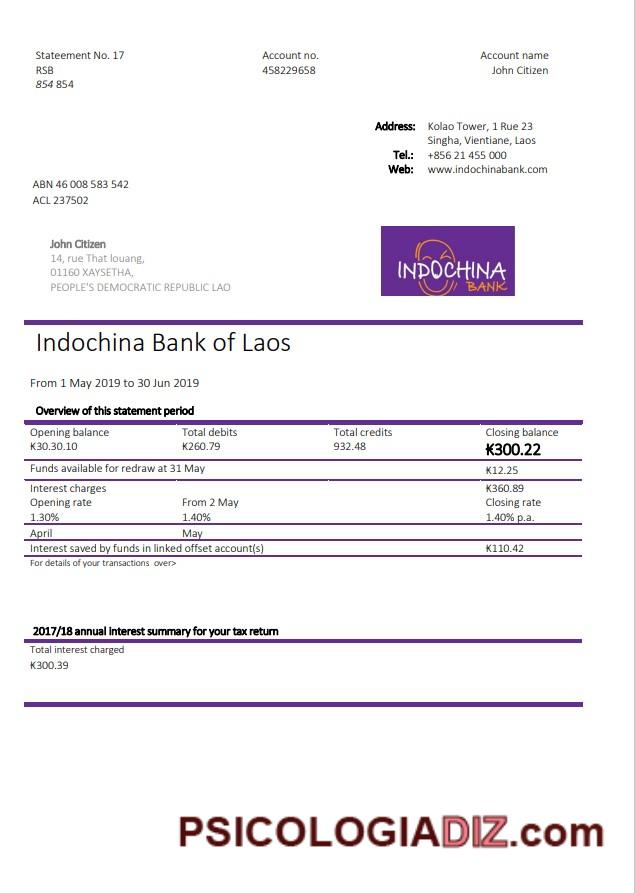 Stateement No. 17 Account no. Account name
RSB 458229658 John Citizen
854 854
Address: Kolao Tower, 1 Rue 23
Singha, Vientiane, Laos
Tel.: +856 21 455 000
Web: www.indochinabank.com
ABN 46 008 583 542
ACL 237502
John Citizen
14, rue That louang,
01160 XAYSETHA,
PEOPLE'S DEMOCRATIC REPUBLIC LAO
INDOCHINA
BANK
Indochina Bank of Laos
From 1 May 2019 to 30 Jun 2019
Overview of this statement period
Opening balance Total debits Total credits Closing balance
₭30.30.10 ₭260.79 932.48 ₭300.22
Funds available for redraw at 31 May ₭12.25
Interest charges ₭360.89
Opening rate From 2 May Closing rate
1.30% 1.40% 1.40% p.a.
April May
Interest saved by funds in linked offset account(s) ₭110.42
For details of your transactions over>
2017/18 annual interest summary for your tax return
Total interest charged
₭300.39
PSICOLOGIADIZ.com